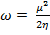 ω = μ²/2η